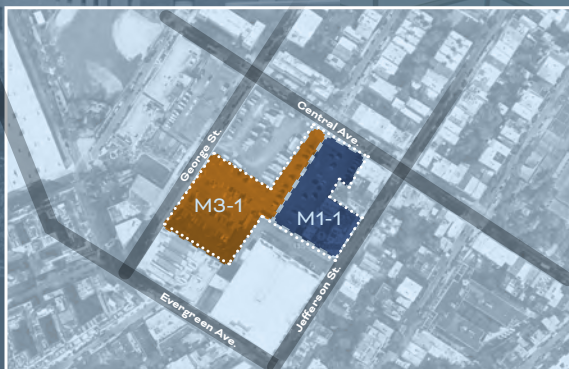 Central Ave.
George St.
M3-1
M1-1
Jefferson St.
Evergreen Ave.